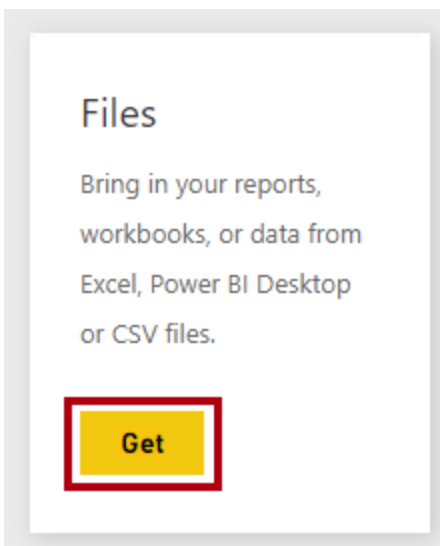 Files
Bring in your reports,
workbooks, or data from
Excel, Power BI Desktop
or CSV files.
Get